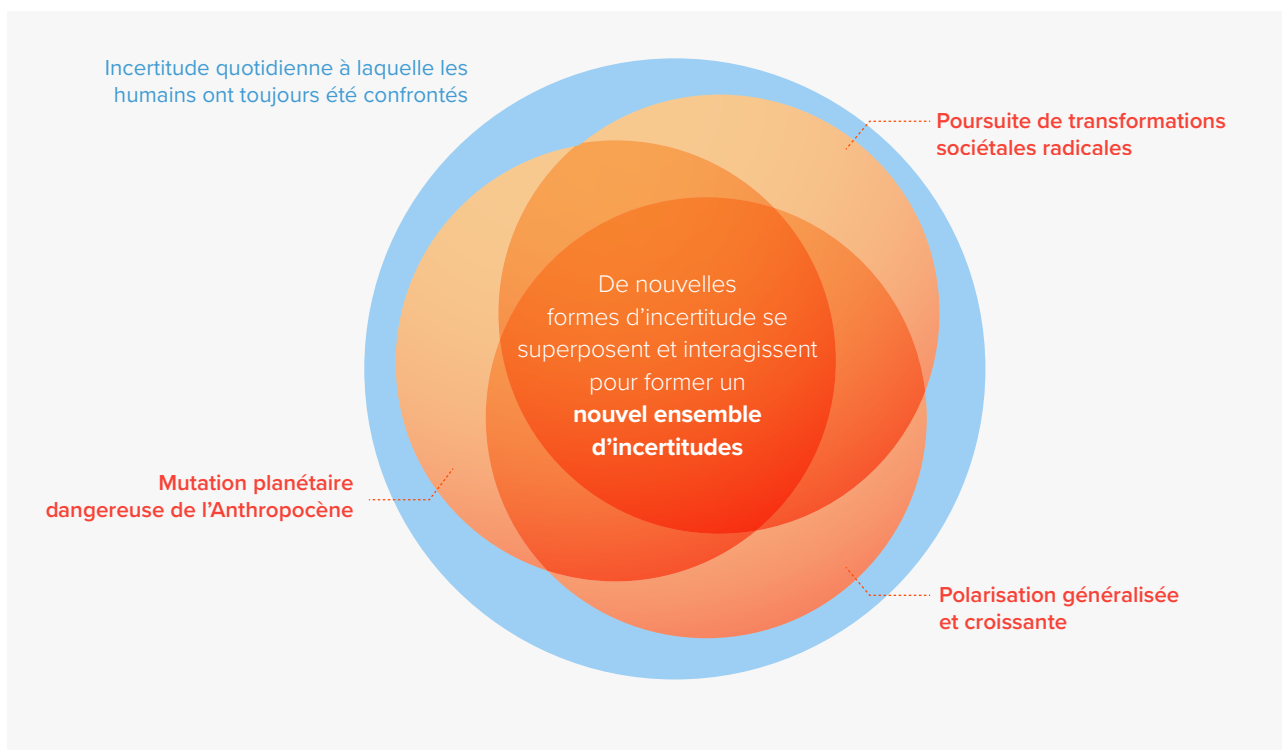 Incertitude quotidienne à laquelle les
humains ont toujours été confrontés
Poursuite de transformations
sociétales radicales
De nouvelles
formes d’incertitude se
superposent et interagissent
pour former un
nouvel ensemble
d’incertitudes
Mutation planétaire
dangereuse de l’Anthropocène
Polarisation généralisée
et croissante